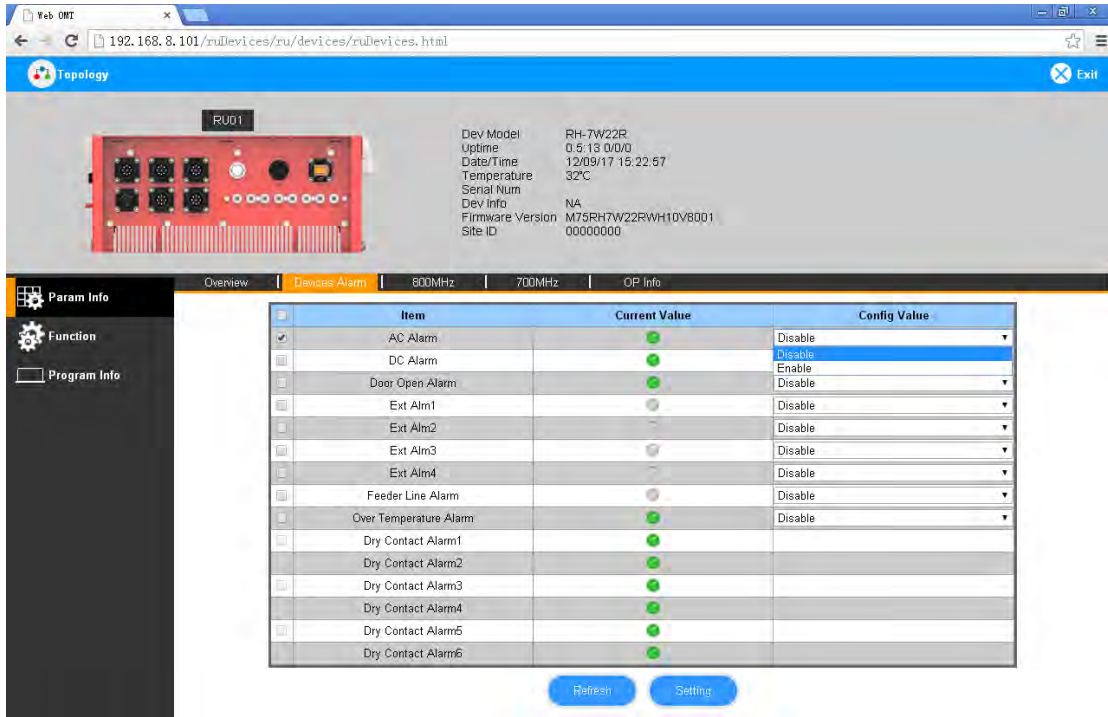 Web OMT
192.168.8.101/ruDevices/ru/devices/ruDevices.html
Topology
Exit
RU01
Dev Model RH-7W22R
Uptime 0:5:13 0/0/0
Date/Time 12/09/17 15:22:57
Temperature 32℃
Serial Num
Dev Info NA
Firmware Version M75RH7W22RWH10V8001
Site ID 00000000
Param Info
Function
Program Info
Overview Devices Alarm 800MHz 700MHz OP Info
Item Current Value Config Value
AC Alarm Disable
Disable
Enable
DC Alarm
Door Open Alarm Disable
Ext Alm1 Disable
Ext Alm2 Disable
Ext Alm3 Disable
Ext Alm4 Disable
Feeder Line Alarm Disable
Over Temperature Alarm Disable
Dry Contact Alarm1
Dry Contact Alarm2
Dry Contact Alarm3
Dry Contact Alarm4
Dry Contact Alarm5
Dry Contact Alarm6
Refresh Setting